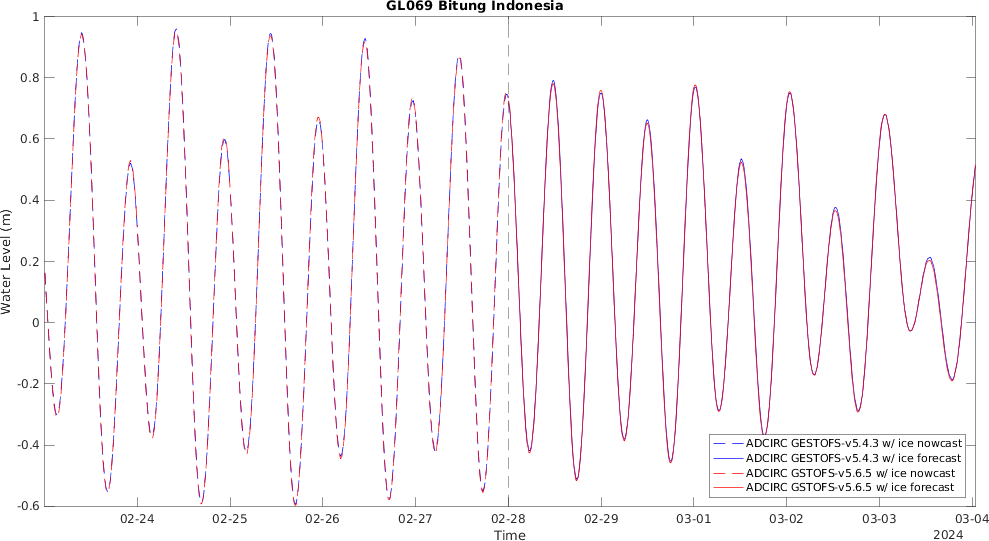 GL069 Bitung Indonesia
Water Level (m)
1
0.8
0.6
0.4
0.2
0
-0.2
-0.4
-0.6
ADCIRC GESTOFS-v5.4.3 w/ ice nowcast
ADCIRC GESTOFS-v5.4.3 w/ ice forecast
ADCIRC GSTOFS-v5.6.5 w/ ice nowcast
ADCIRC GSTOFS-v5.6.5 w/ ice forecast
02-24 02-25 02-26 02-27 02-28 02-29 03-01 03-02 03-03 03-04
Time
2024